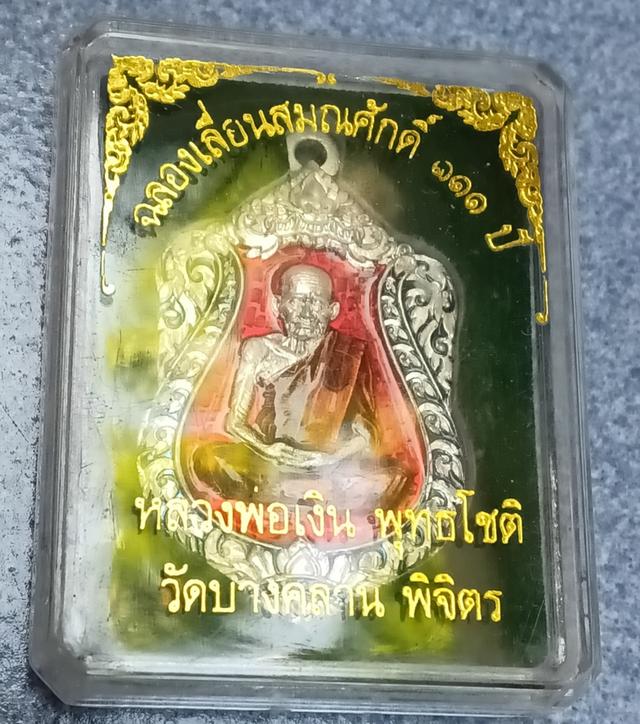 ฉลองเลี่ยนสมณศักดิ์ ๑๑๑ ปี
หลวงพ่อเงิน พุทธโชติ
วัดบางคลาน พิจิตร